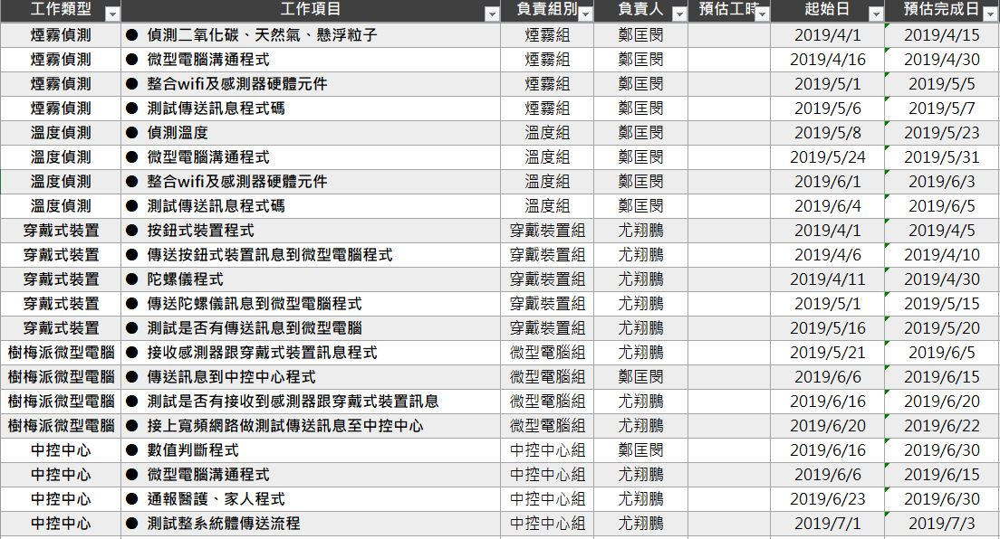 工作類型 工作項目 負責組別 負責人 預估工時 起始日 預估完成日
煙霧偵測 ● 偵測二氧化碳、天然氣、懸浮粒子 煙霧組 鄭匡閔 2019/4/1 2019/4/15
煙霧偵測 ● 微型電腦溝通程式 煙霧組 鄭匡閔 2019/4/16 2019/4/30
煙霧偵測 ● 整合wifi及感測器硬體元件 煙霧組 鄭匡閔 2019/5/1 2019/5/5
煙霧偵測 ● 測試傳送訊息程式碼 煙霧組 鄭匡閔 2019/5/6 2019/5/7
溫度偵測 ● 偵測溫度 溫度組 鄭匡閔 2019/5/8 2019/5/23
溫度偵測 ● 微型電腦溝通程式 溫度組 鄭匡閔 2019/5/24 2019/5/31
溫度偵測 ● 整合wifi及感測器硬體元件 溫度組 鄭匡閔 2019/6/1 2019/6/3
溫度偵測 ● 測試傳送訊息程式碼 溫度組 鄭匡閔 2019/6/4 2019/6/5
穿戴式裝置 ● 按鈕式裝置程式 穿戴裝置組 尤翔鵬 2019/4/1 2019/4/5
穿戴式裝置 ● 傳送按鈕式裝置訊息到微型電腦程式 穿戴裝置組 尤翔鵬 2019/4/6 2019/4/10
穿戴式裝置 ● 陀螺儀程式 穿戴裝置組 尤翔鵬 2019/4/11 2019/4/30
穿戴式裝置 ● 傳送陀螺儀訊息到微型電腦程式 穿戴裝置組 尤翔鵬 2019/5/1 2019/5/15
穿戴式裝置 ● 測試是否有傳送訊息到微型電腦 穿戴裝置組 尤翔鵬 2019/5/16 2019/5/20
樹梅派微型電腦 ● 接收感測器跟穿戴式裝置訊息程式 微型電腦組 尤翔鵬 2019/5/21 2019/6/5
樹梅派微型電腦 ● 傳送訊息到中控中心程式 微型電腦組 鄭匡閔 2019/6/6 2019/6/15
樹梅派微型電腦 ● 測試是否有接收到感測器跟穿戴式裝置訊息 微型電腦組 尤翔鵬 2019/6/16 2019/6/20
樹梅派微型電腦 ● 接上寬頻網路做測試傳送訊息至中控中心 微型電腦組 尤翔鵬 2019/6/20 2019/6/22
中控中心 ● 數值判斷程式 中控中心組 鄭匡閔 2019/6/16 2019/6/30
中控中心 ● 微型電腦溝通程式 中控中心組 尤翔鵬 2019/6/6 2019/6/15
中控中心 ● 通報醫護、家人程式 中控中心組 尤翔鵬 2019/6/23 2019/6/30
中控中心 ● 測試整系統體傳送流程 中控中心組 尤翔鵬 2019/7/1 2019/7/3